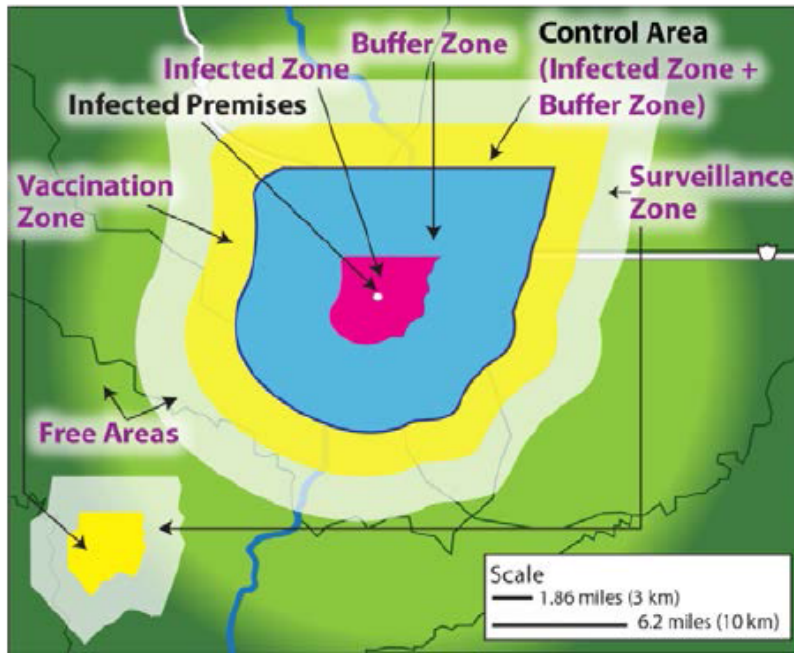 Buffer Zone
Control Area
(Infected Zone +
Buffer Zone)
Infected Zone
Infected Premises
Vaccination
Zone
Surveillance
Zone
Free Areas
Scale
1.86 miles (3 km)
6.2 miles (10 km)